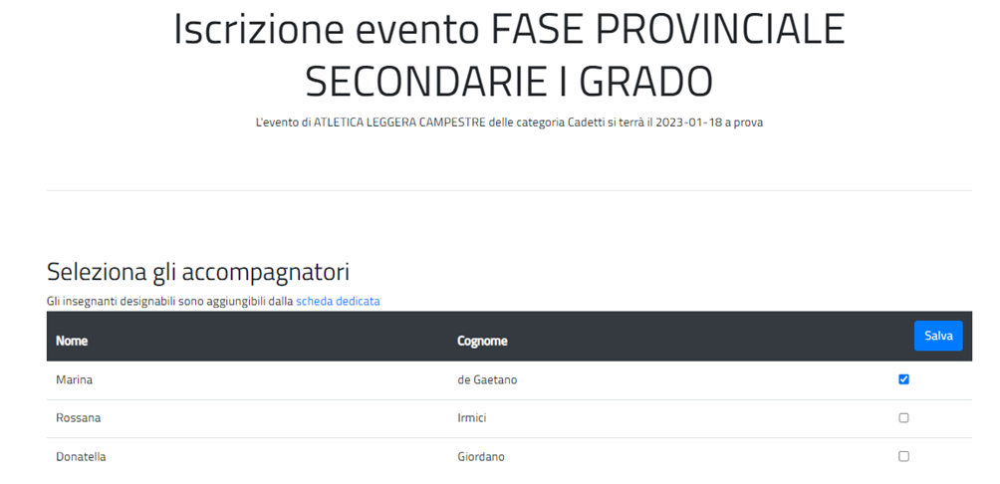 Iscrizione evento FASE PROVINCIALE
SECONDARIE I GRADO
L'evento di ATLETICA LEGGERA CAMPESTRE delle categoria Cadetti si terrà il 2023-01-18 a prova
Seleziona gli accompagnatori
Gli insegnanti designabili sono aggiungibili dalla scheda dedicata
Nome Cognome Salva
Marina de Gaetano
Rossana Irmici
Donatella Giordano